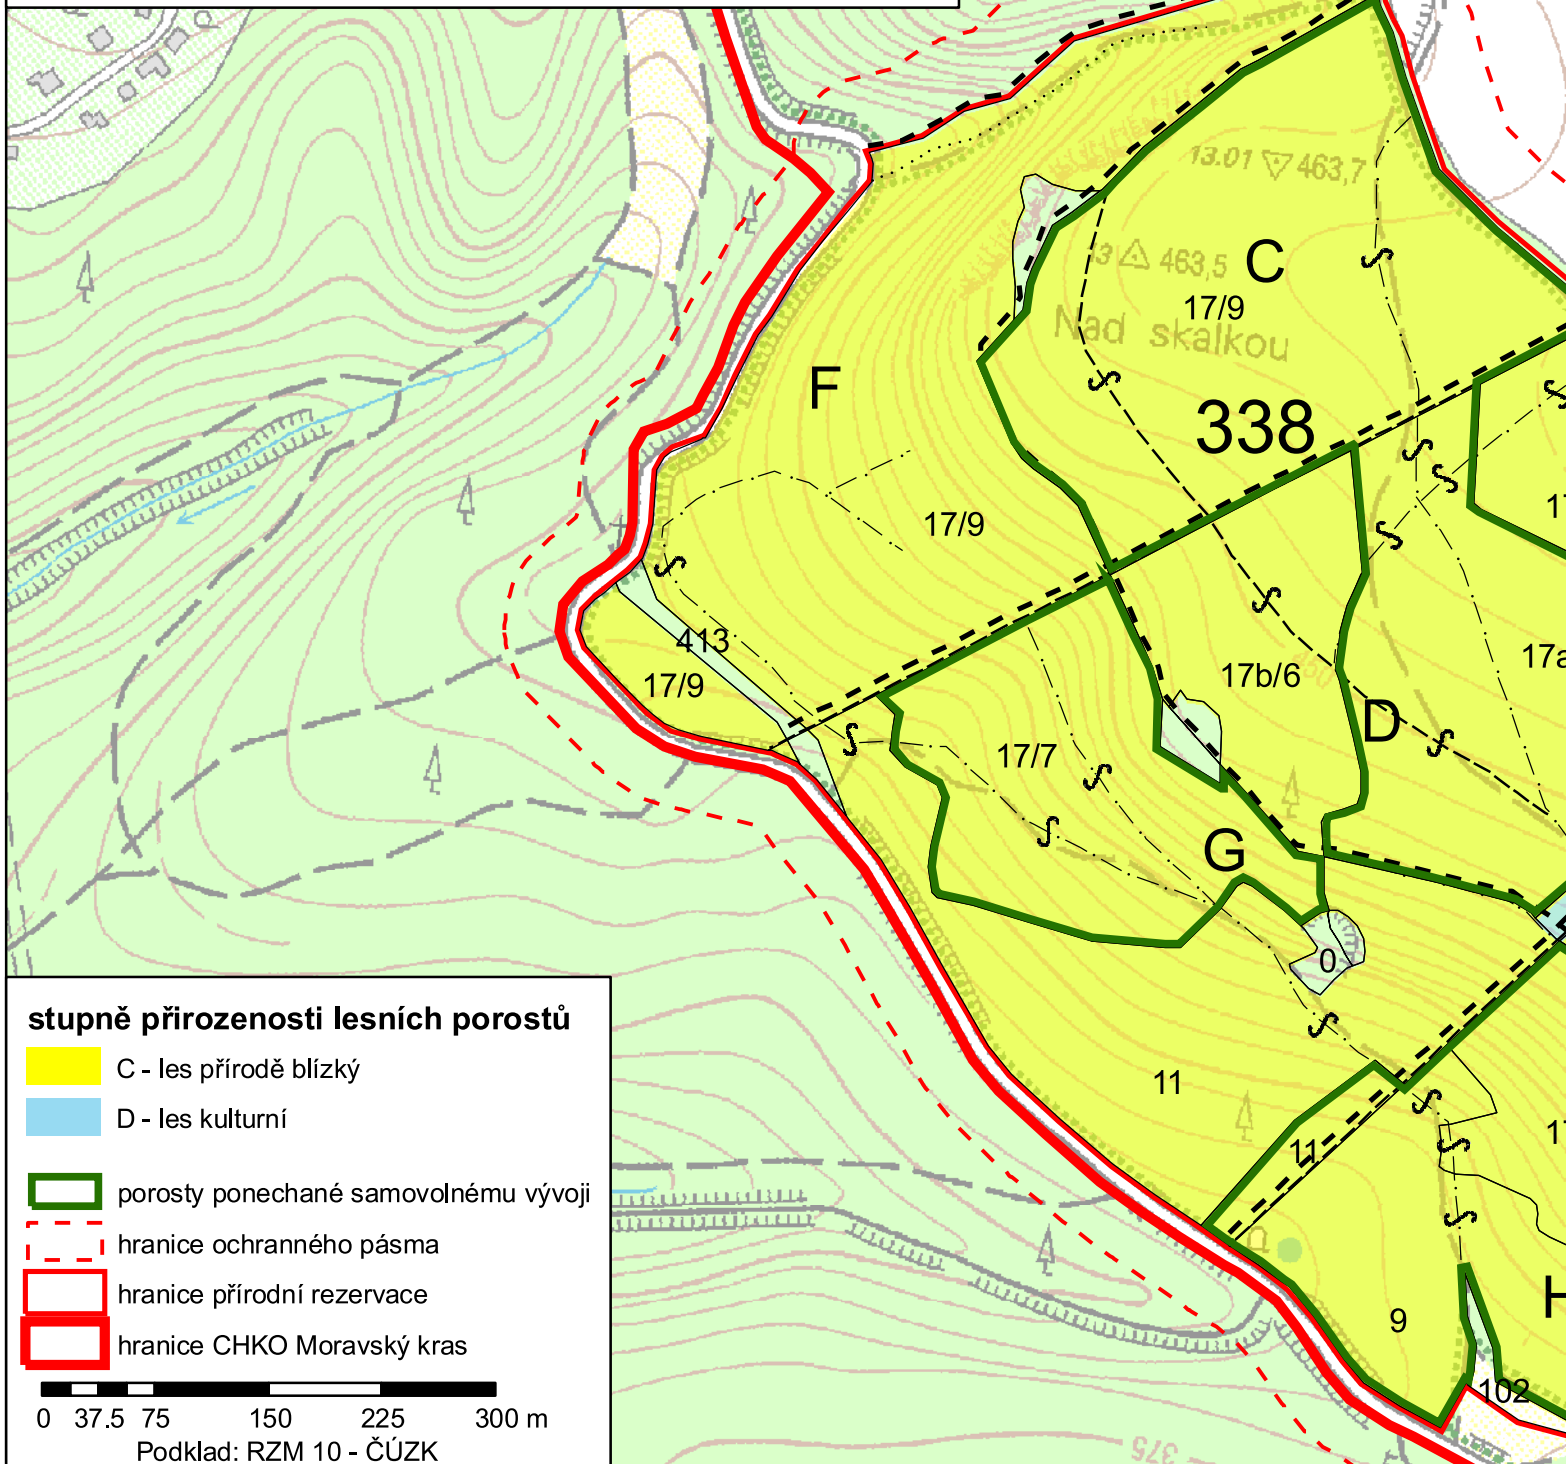 13.01 463,7
C
463,5
17/9
Nad skalkou
F
338
17/9
413
17/9
17b/6
D
17/7
G
0
11
11
9
H
102
375
stupně přirozenosti lesních porostů
C - les přírodě blízký
D - les kulturní
porosty ponechané samovolnému vývoji
hranice ochranného pásma
hranice přírodní rezervace
hranice CHKO Moravský kras
0 37.5 75 150 225 300 m
Podklad: RZM 10 - ČÚZK